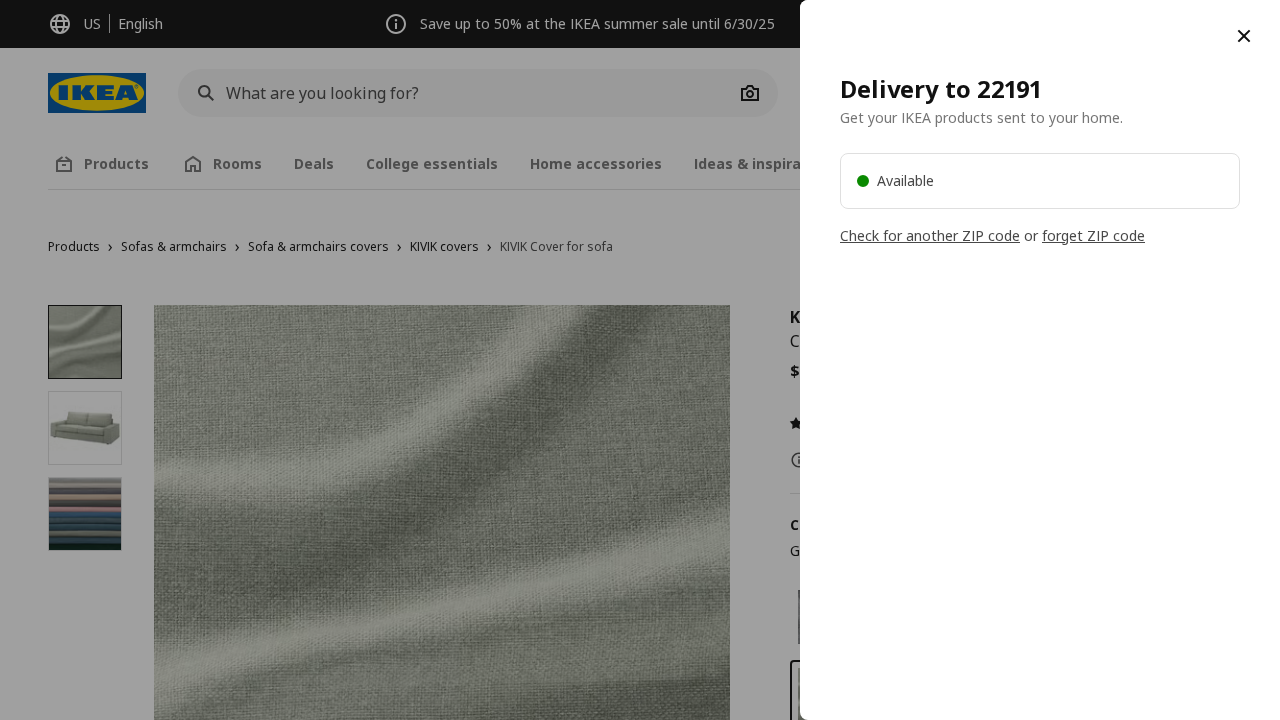 US
English
Save up to 50% at the IKEA summer sale until 6/30/25
IKEA
What are you looking for?
Products
Rooms
Deals
College essentials
Home accessories
Ideas & inspira
Products › Sofas & armchairs › Sofa & armchairs covers › KIVIK covers › KIVIK Cover for sofa
K
C
$
C
G
Delivery to 22191
Get your IKEA products sent to your home.
Available
Check for another ZIP code or forget ZIP code